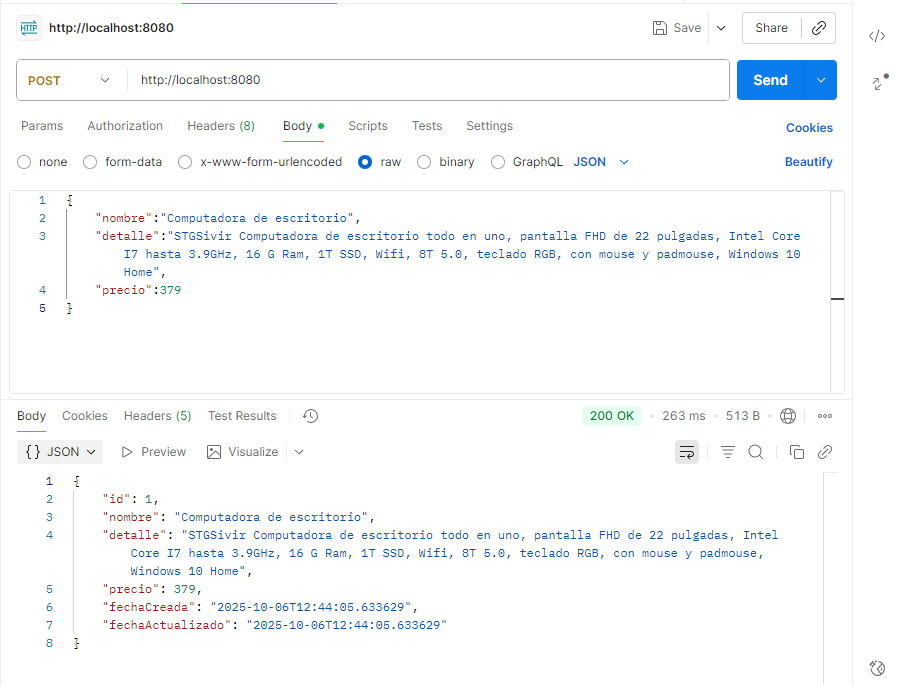 HTTP http://localhost:8080 Save Share
POST http://localhost:8080 Send
Params Authorization Headers (8) Body Scripts Tests Settings Cookies
none form-data x-www-form-urlencoded raw binary GraphQL JSON Beautify
1 {
2 "nombre":"Computadora de escritorio",
3 "detalle":"STGSivir Computadora de escritorio todo en uno, pantalla FHD de 22 pulgadas, Intel Core
I7 hasta 3.9GHz, 16 G Ram, 1T SSD, Wifi, 8T 5.0, teclado RGB, con mouse y padmouse, Windows 10
Home",
4 "precio":379
5 }
Body Cookies Headers (5) Test Results 200 OK 263 ms 513 B
{} JSON Preview Visualize
1 {
2 "id": 1,
3 "nombre": "Computadora de escritorio",
4 "detalle": "STGSivir Computadora de escritorio todo en uno, pantalla FHD de 22 pulgadas, Intel
Core I7 hasta 3.9GHz, 16 G Ram, 1T SSD, Wifi, 8T 5.0, teclado RGB, con mouse y padmouse,
Windows 10 Home",
5 "precio": 379,
6 "fechaCreada": "2025-10-06T12:44:05.633629",
7 "fechaActualizado": "2025-10-06T12:44:05.633629"
8 }